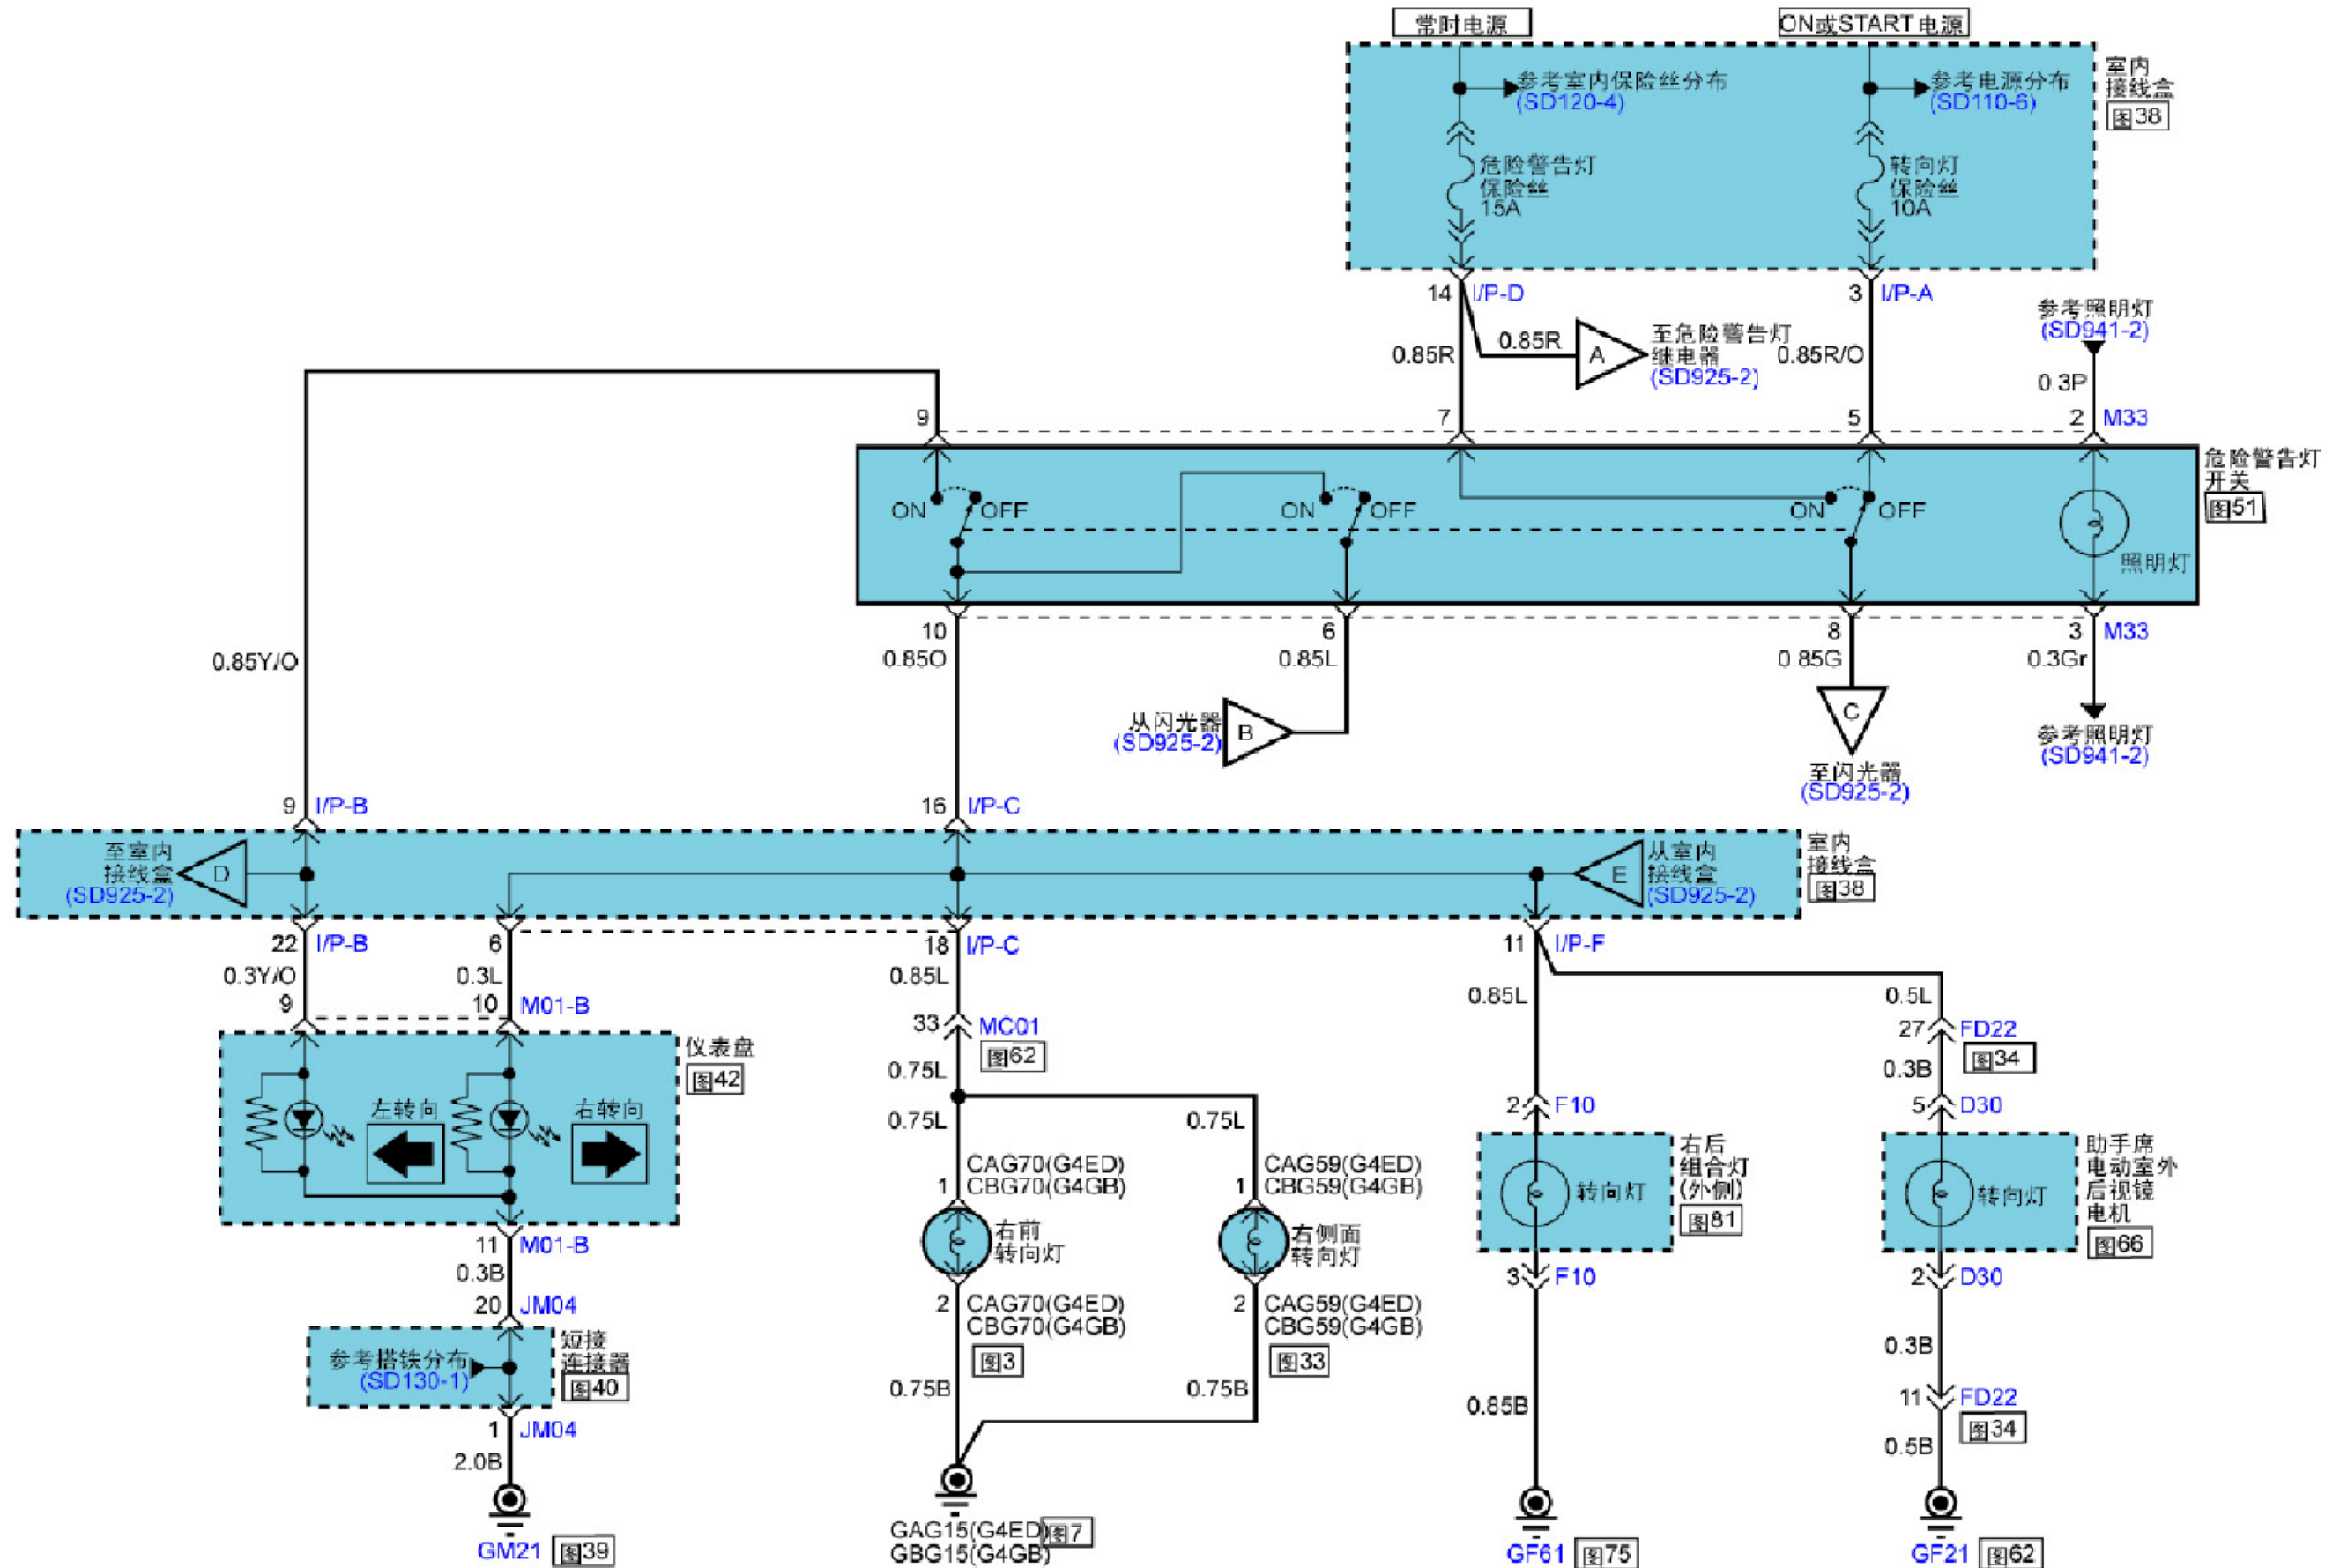 常时电源
ON或START电源
参考室内保险丝分布
(SD120-4)
参考电源分布
(SD110-6)
室内
接线盒
图38
危险警告灯
保险丝
15A
转向灯
保险丝
10A
14 I/P-D
3 I/P-A
参考照明灯
(SD941-2)
0.85R
0.85R
A
至危险警告灯
继电器
(SD925-2)
0.85R/O
0.3P
9
7
5
2 M33
危险警告灯
开关
图51
ON OFF
ON OFF
ON OFF
照明灯
10
6
8
3 M33
0.85Y/O
0.85O
0.85L
0.85G
0.3Gr
从闪光器
(SD925-2)
B
C
至闪光器
(SD925-2)
参考照明灯
(SD941-2)
9 I/P-B
16 I/P-C
至室内
接线盒
(SD925-2)
D
E
从室内
接线盒
(SD925-2)
室内
接线盒
图38
22 I/P-B
6
18 I/P-C
11 I/P-F
0.3Y/O
0.3L
0.85L
0.85L
0.5L
9
10 M01-B
33 MC01
图62
27 FD22
图34
仪表盘
图42
0.75L
0.3B
左转向
右转向
0.75L
0.75L
2 F10
5 D30
CAG70(G4ED)
1 CBG70(G4GB)
CAG59(G4ED)
1 CBG59(G4GB)
右前
转向灯
右侧面
转向灯
转向灯
右后
组合灯
(外侧)
图81
转向灯
助手席
电动室外
后视镜
电机
图66
11 M01-B
0.3B
20 JM04
2 CAG70(G4ED)
CBG70(G4GB)
图3
2 CAG59(G4ED)
CBG59(G4GB)
图33
3 F10
2 D30
参考搭铁分布
(SD130-1)
短接
连接器
图40
0.75B
0.75B
0.85B
0.3B
11 FD22
图34
0.5B
1 JM04
2.0B
GM21 图39
GAG15(G4ED) 图7
GBG15(G4GB)
GF61 图75
GF21 图62